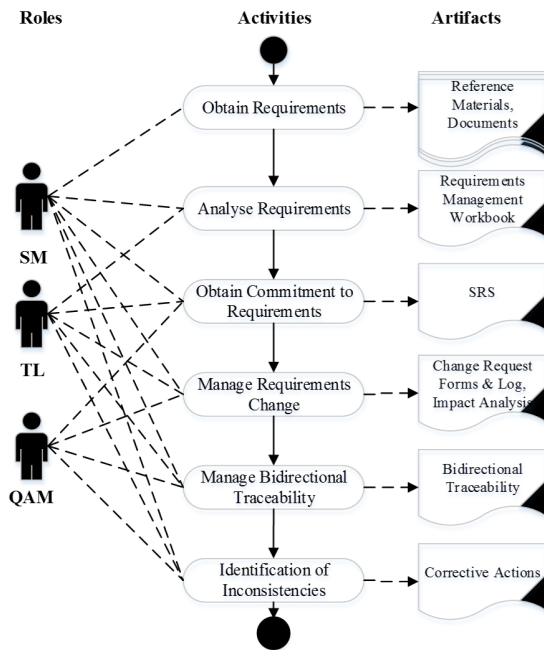 Roles
Activities
Artifacts
Obtain Requirements
Reference
Materials,
Documents
SM
Analyse Requirements
Requirements
Management
Workbook
TL
Obtain Commitment to
Requirements
SRS
QAM
Manage Requirements
Change
Change Request
Forms & Log,
Impact Analysis
Manage Bidirectional
Traceability
Bidirectional
Traceability
Identification of
Inconsistencies
Corrective Actions